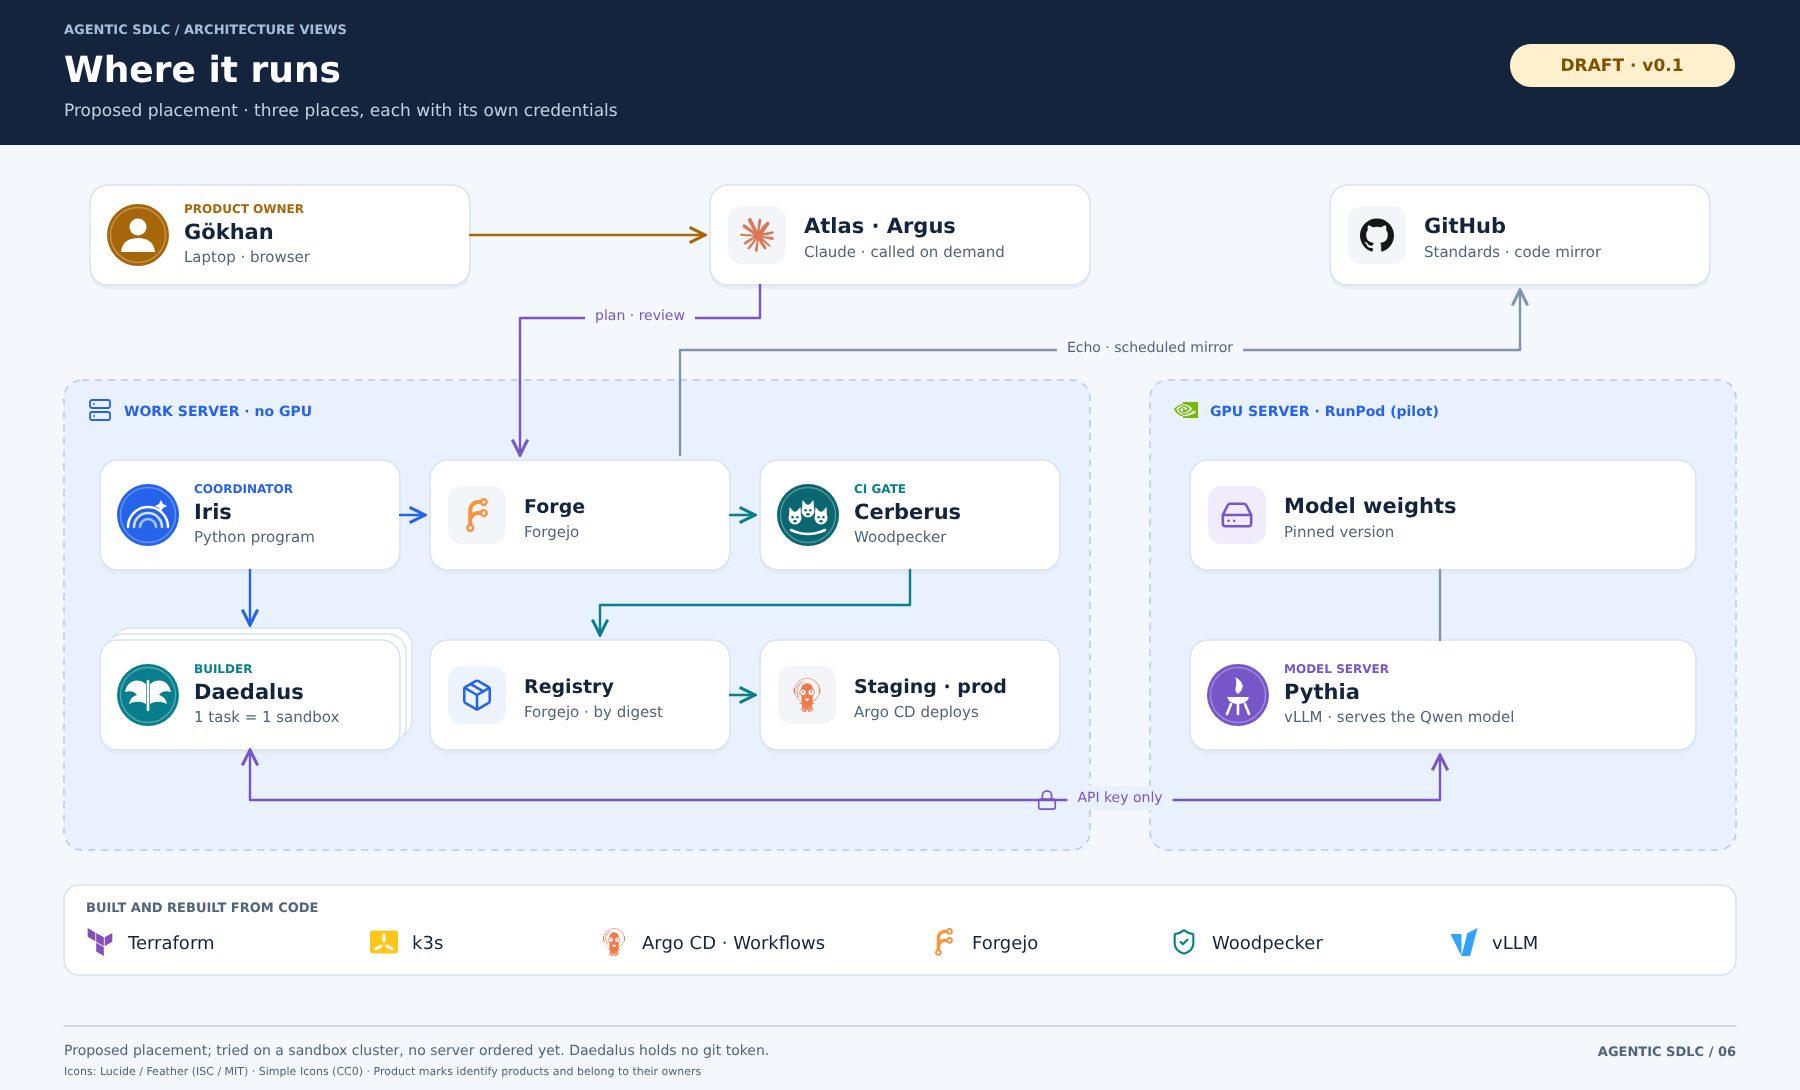 AGENTIC SDLC / ARCHITECTURE VIEWS
Where it runs
Proposed placement · three places, each with its own credentials
DRAFT · v0.1
PRODUCT OWNER
Gökhan
Laptop · browser
Atlas · Argus
Claude · called on demand
GitHub
Standards · code mirror
plan · review
Echo · scheduled mirror
WORK SERVER · no GPU
GPU SERVER · RunPod (pilot)
COORDINATOR
Iris
Python program
Forge
Forgejo
CI GATE
Cerberus
Woodpecker
Model weights
Pinned version
BUILDER
Daedalus
1 task = 1 sandbox
Registry
Forgejo · by digest
Staging · prod
Argo CD deploys
MODEL SERVER
Pythia
vLLM · serves the Qwen model
API key only
BUILT AND REBUILT FROM CODE
Terraform
k3s
Argo CD · Workflows
Forgejo
Woodpecker
vLLM
Proposed placement; tried on a sandbox cluster, no server ordered yet. Daedalus holds no git token.
AGENTIC SDLC / 06
Icons: Lucide / Feather (ISC / MIT) · Simple Icons (CC0) · Product marks identify products and belong to their owners